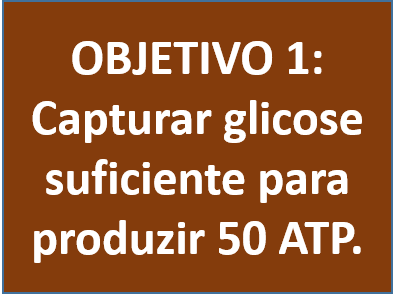 OBJETIVO 1:
Capturar glicose
suficiente para
produzir 50 ATP.